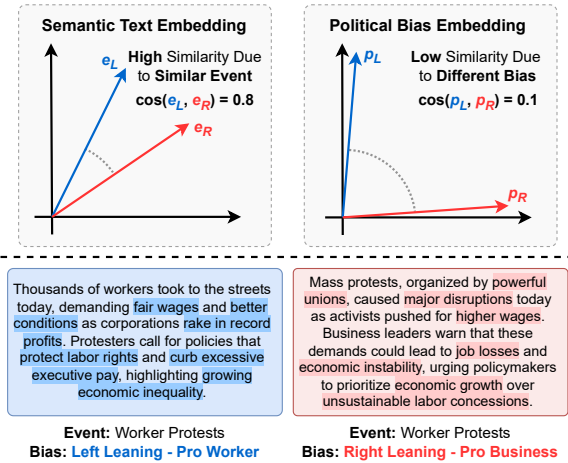 Semantic Text Embedding
High Similarity Due
to Similar Event
cos(e_L, e_R) = 0.8
e_L
e_R
Political Bias Embedding
Low Similarity Due
to Different Bias
cos(p_L, p_R) = 0.1
p_L
p_R
Thousands of workers took to the streets
today, demanding fair wages and better
conditions as corporations rake in record
profits. Protesters call for policies that
protect labor rights and curb excessive
executive pay, highlighting growing
economic inequality.
Event: Worker Protests
Bias: Left Leaning - Pro Worker
Mass protests, organized by powerful
unions, caused major disruptions today
as activists pushed for higher wages.
Business leaders warn that these
demands could lead to job losses and
economic instability, urging policymakers
to prioritize economic growth over
unsustainable labor concessions.
Event: Worker Protests
Bias: Right Leaning - Pro Business